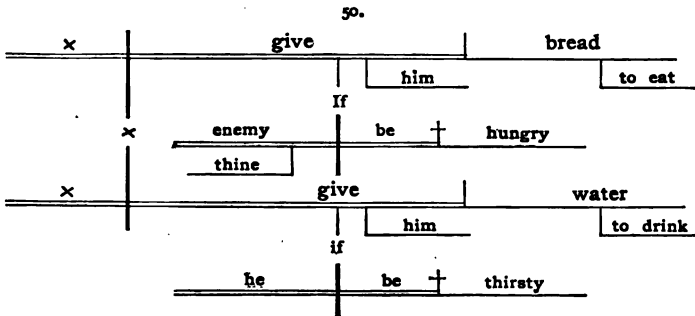 50.
× give bread
him to eat
If
× enemy be hungry
thine
× give water
him to drink
if
he be thirsty